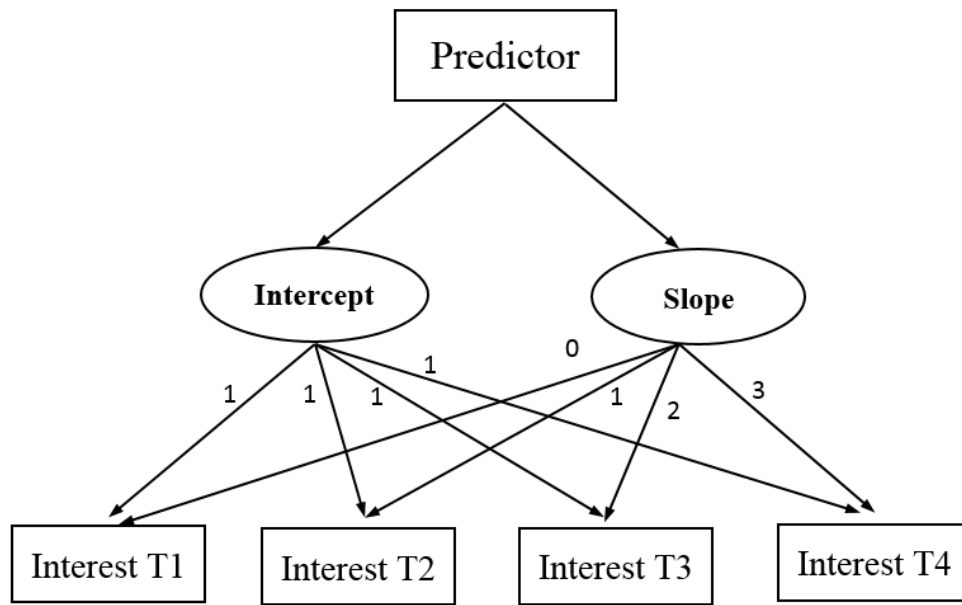 Predictor
Intercept
Slope
1
1
1
1
0
1
2
3
Interest T1
Interest T2
Interest T3
Interest T4